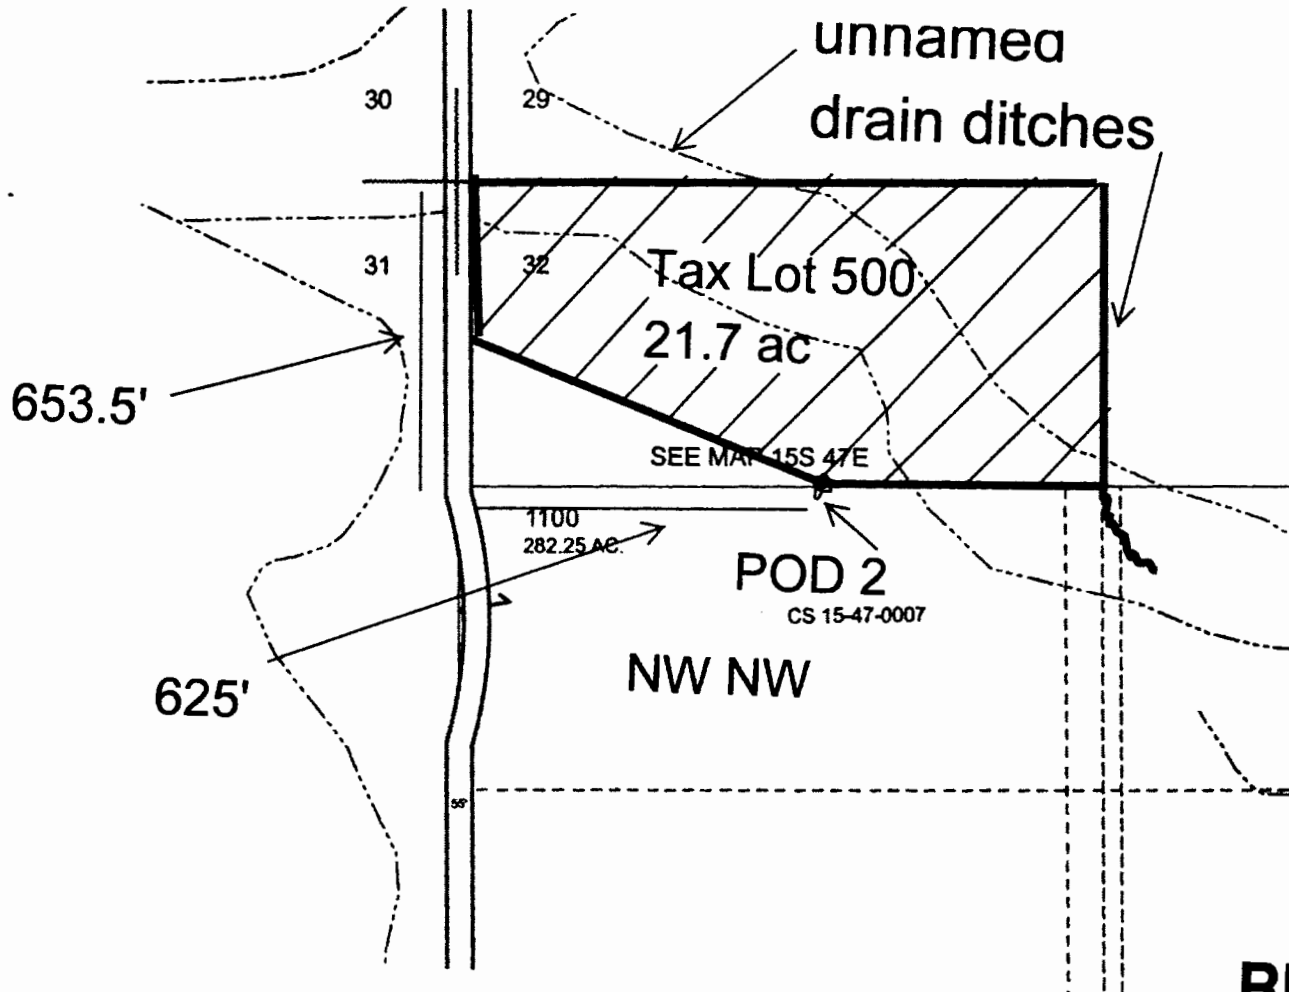 unnamed
drain ditches
30
29
31
32
Tax Lot 500
21.7 ac
653.5'
SEE MAP 15S 47E
1100
282.25 AC.
POD 2
CS 15-47-0007
NW NW
625'
55'